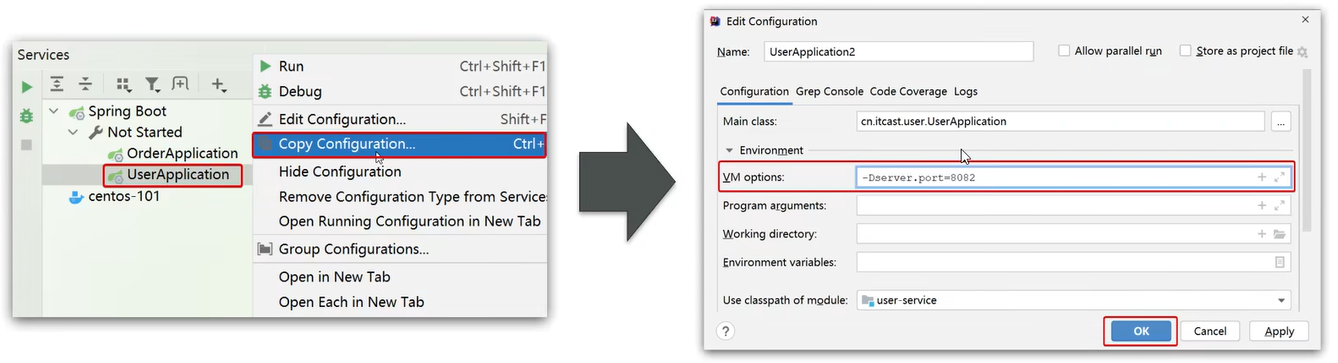 Services
Spring Boot
Not Started
OrderApplication
UserApplication
centos-101
Run Ctrl+Shift+F1
Debug Ctrl+Shift+F1
Edit Configuration... Shift+F
Copy Configuration... Ctrl+
Hide Configuration
Remove Configuration Type from Service
Open Running Configuration in New Tab
Group Configurations...
Open in New Tab
Open Each in New Tab
Edit Configuration
Name: UserApplication2 Allow parallel run Store as project file
Configuration Grep Console Code Coverage Logs
Main class: cn.itcast.user.UserApplication ...
Environment
VM options: -Dserver.port=8082
Program arguments:
Working directory:
Environment variables:
Use classpath of module: user-service
? OK Cancel Apply